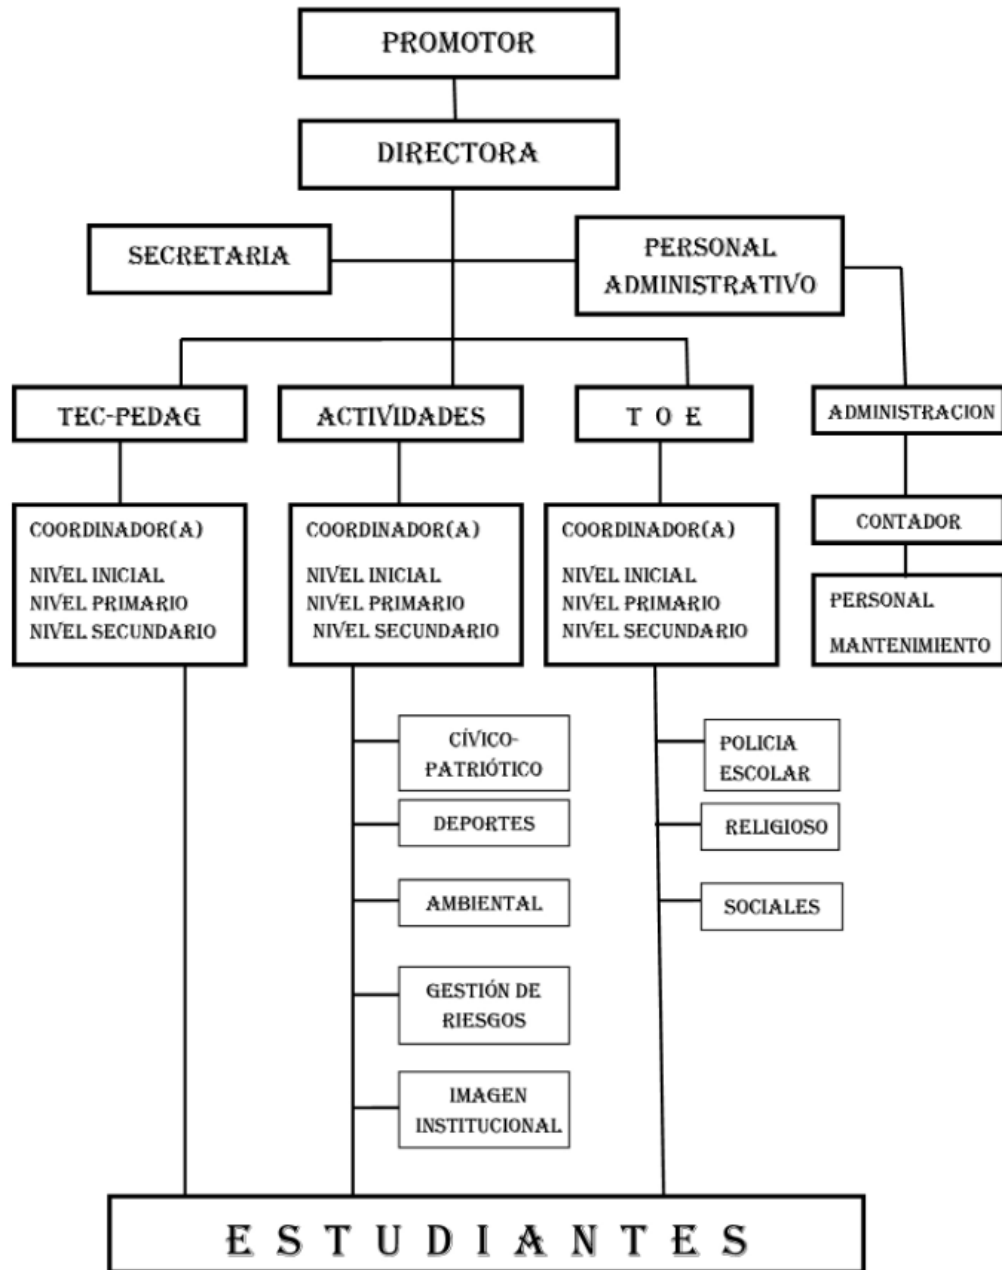 PROMOTOR
DIRECTORA
SECRETARIA
PERSONAL
ADMINISTRATIVO
TEC-PEDAG
ACTIVIDADES
T O E
ADMINISTRACION
COORDINADOR(A)
NIVEL INICIAL
NIVEL PRIMARIO
NIVEL SECUNDARIO
COORDINADOR(A)
NIVEL INICIAL
NIVEL PRIMARIO
NIVEL SECUNDARIO
COORDINADOR(A)
NIVEL INICIAL
NIVEL PRIMARIO
NIVEL SECUNDARIO
CONTADOR
PERSONAL
MANTENIMIENTO
CÍVICO-
PATRIÓTICO
DEPORTES
AMBIENTAL
GESTIÓN DE
RIESGOS
IMAGEN
INSTITUCIONAL
POLICIA
ESCOLAR
RELIGIOSO
SOCIALES
E S T U D I A N T E S